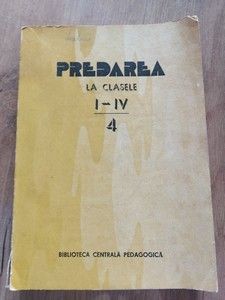 PREDAREA
LA CLASELE
I-IV
4
BIBLIOTECA CENTRALĂ PEDAGOGICĂ